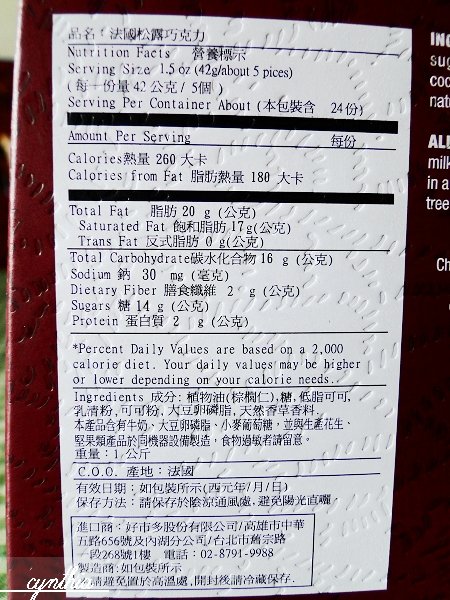 品名:法國松露巧克力
Nutrition Facts 營養標示
Serving Size 1.5 oz (42g/about 5 pices)
(每一份量 42 公克/ 5個 )
Serving Per Container About (本包裝含 24份)
Amount Per Serving 每份
Calories熱量 260 大卡
Calories from Fat 脂肪熱量 180 大卡
Total Fat 脂肪 20 g (公克)
Saturated Fat 飽和脂肪 17g(公克)
Trans Fat 反式脂肪 0 g(公克)
Total Carbohydrate碳水化合物 16 g (公克)
Sodium 鈉 30 mg (毫克)
Dietary Fiber 膳食纖維 2 g (公克)
Sugars 糖 14 g (公克)
Protein 蛋白質 2 g (公克)
*Percent Daily Values are based on a 2,000
calorie diet. Your daily values may be higher
or lower depending on your calorie needs..
Ingredients 成分: 植物油(棕櫚仁),糖,低脂可可,
乳清粉,可可粉,大豆卵磷脂,天然香草香料.
本產品含有牛奶、大豆卵磷脂、小麥葡萄糖,並與生產花生、
堅果類產品於同機器設備製造,食物過敏者請留意。
重量:1 公斤
C.O.O. 產地:法國
有效日期:如包裝所示(西元年/月/日)
保存方法:請保存於陰涼通風處,避免陽光直曬。
進口商:好市多股份有限公司/高雄市中華
五路656號及內湖分公司/台北市舊宗路
一段268號1樓 電話:02-8791-9988
製造商:如包裝所示
請避免置於高溫處,開封後請冷藏保存.
ING
sug
coc
nat
ALL
milk
in a
tree
Ch